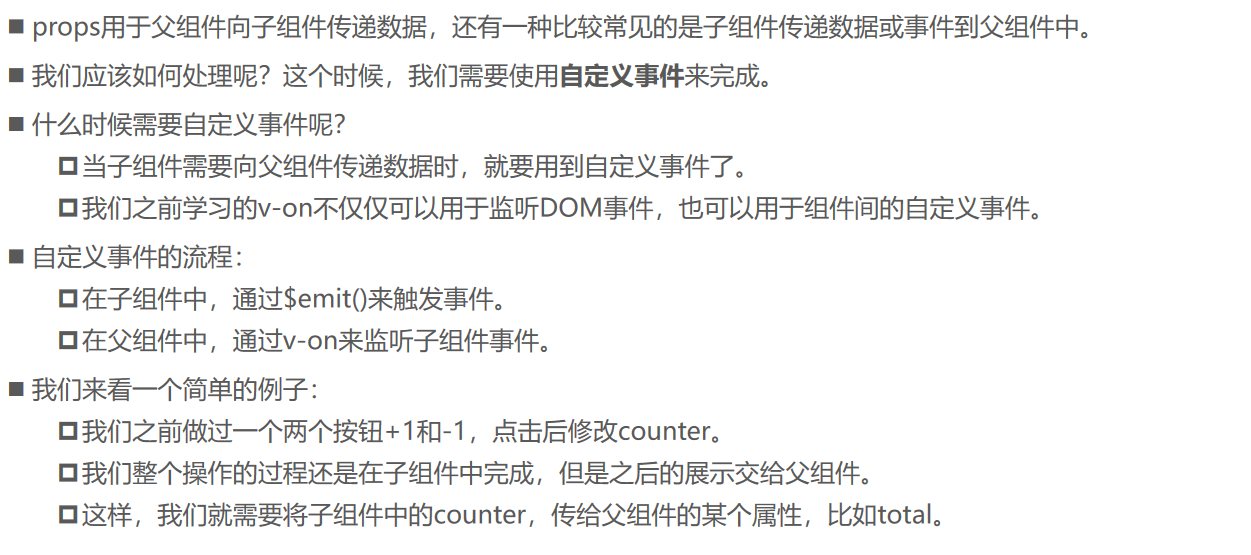 props用于父组件向子组件传递数据，还有一种比较常见的是子组件传递数据或事件到父组件中。
我们应该如何处理呢？这个时候，我们需要使用自定义事件来完成。
什么时候需要自定义事件呢？
当子组件需要向父组件传递数据时，就要用到自定义事件了。
我们之前学习的v-on不仅仅可以用于监听DOM事件，也可以用于组件间的自定义事件。
自定义事件的流程：
在子组件中，通过$emit()来触发事件。
在父组件中，通过v-on来监听子组件事件。
我们来看一个简单的例子：
我们之前做过一个两个按钮+1和-1，点击后修改counter。
我们整个操作的过程还是在子组件中完成，但是之后的展示交给父组件。
这样，我们就需要将子组件中的counter，传给父组件的某个属性，比如total。